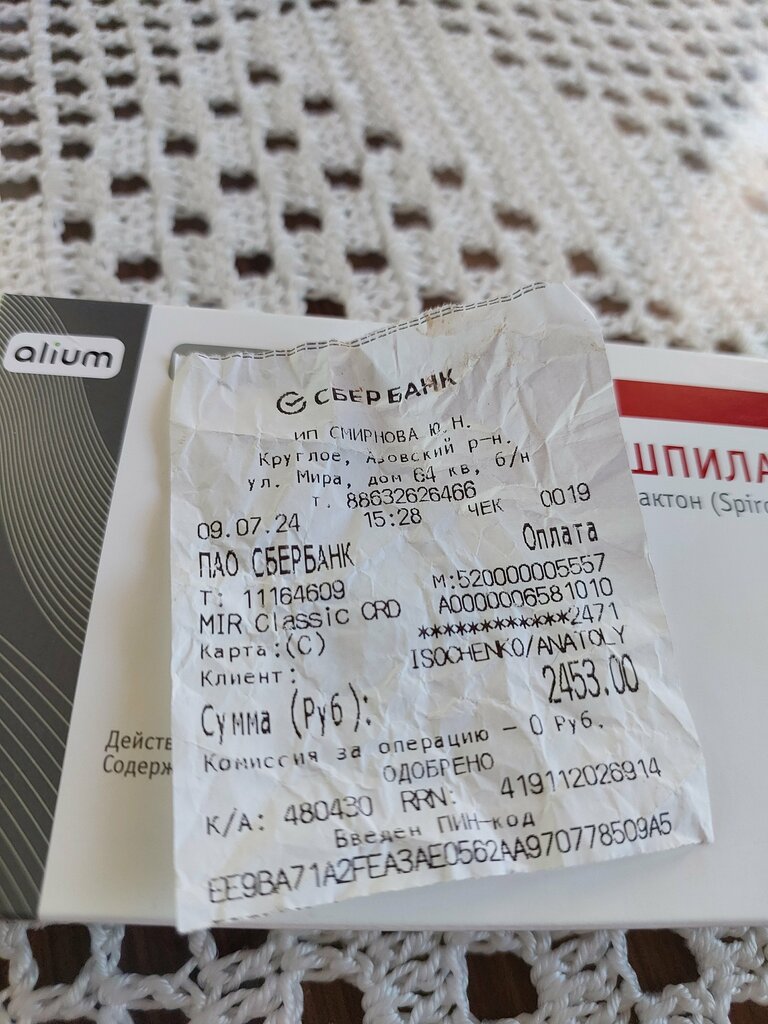 alium
СБЕРБАНК
ИП СМИРНОВА Ю.Н.
Круглое, Азовский р-н.
ул. Мира, дом 64 кв, б/н
т. 88632626466
09.07.24 15:28 ЧЕК 0019
ПАО СБЕРБАНК Оплата
Т: 11164609 М:520000005557
MIR Classic CRD A0000006581010
Карта:(C) ************2471
Клиент: ISOCHENKO/ANATOLY
Сумма (Руб): 2453.00
Комиссия за операцию – 0 Руб.
ОДОБРЕНО
К/А: 480430 RRN: 419112026914
Введен ПИН-код
EE9BA71A2FEA3AE0562AA970778509A5
ШПИЛА
актон (Spiro
Действ
Содерж